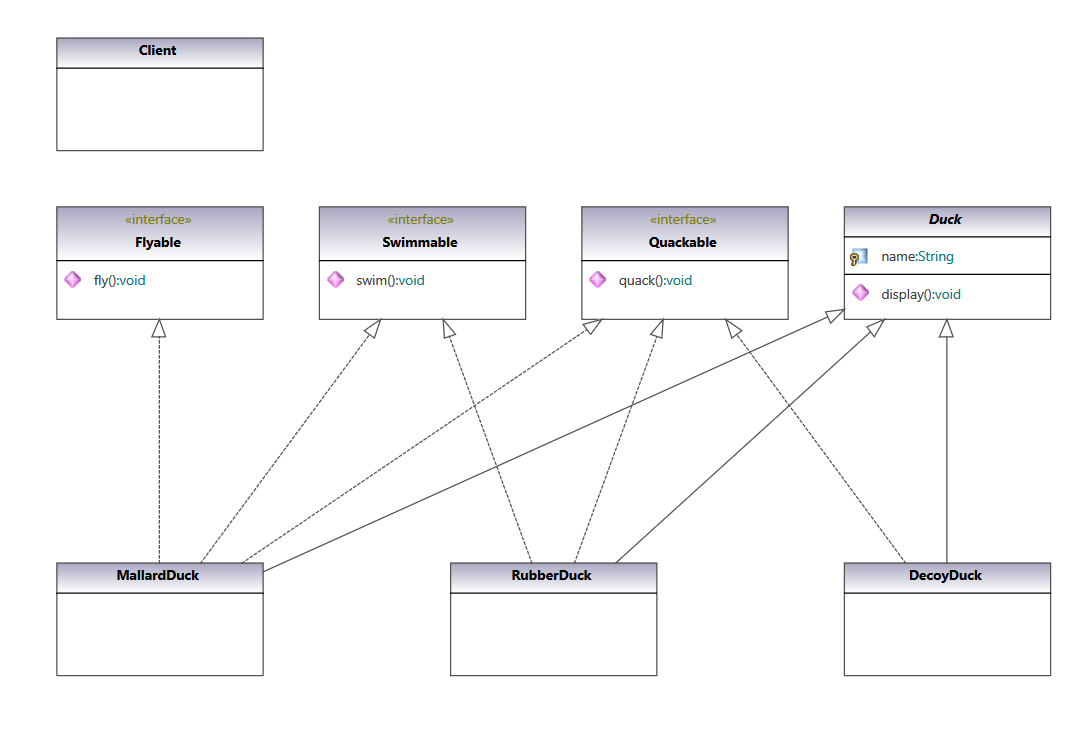 Client
«interface»
Flyable
fly():void
«interface»
Swimmable
swim():void
«interface»
Quackable
quack():void
Duck
name:String
display():void
MallardDuck
RubberDuck
DecoyDuck